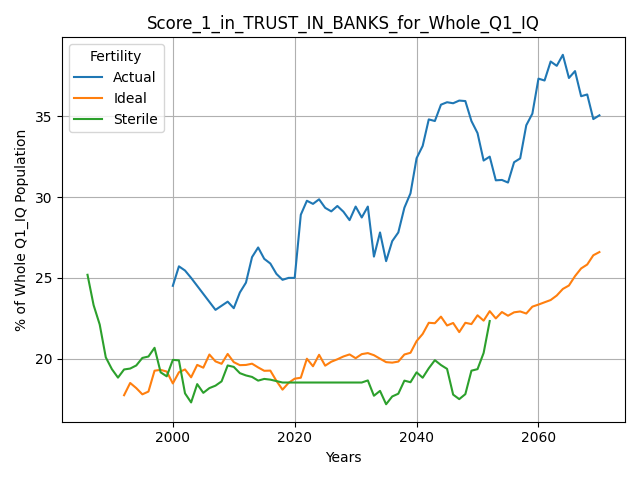 Score_1_in_TRUST_IN_BANKS_for_Whole_Q1_IQ
Fertility
Actual
Ideal
Sterile
% of Whole Q1_IQ Population
35
30
25
20
2000
2020
2040
2060
Years